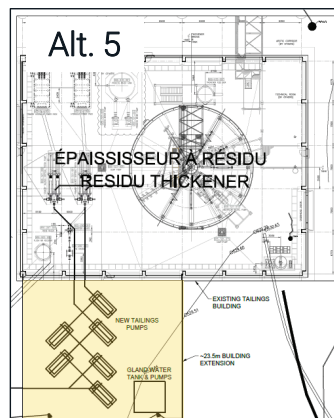 Alt. 5
ÉPAISSISSEUR À RÉSIDU
RESIDU THICKENER
EXISTING TAILINGS
BUILDING
NEW TAILINGS
PUMPS
~23.5m BUILDING
EXTENSION
GLAND WATER
TANK & PUMPS